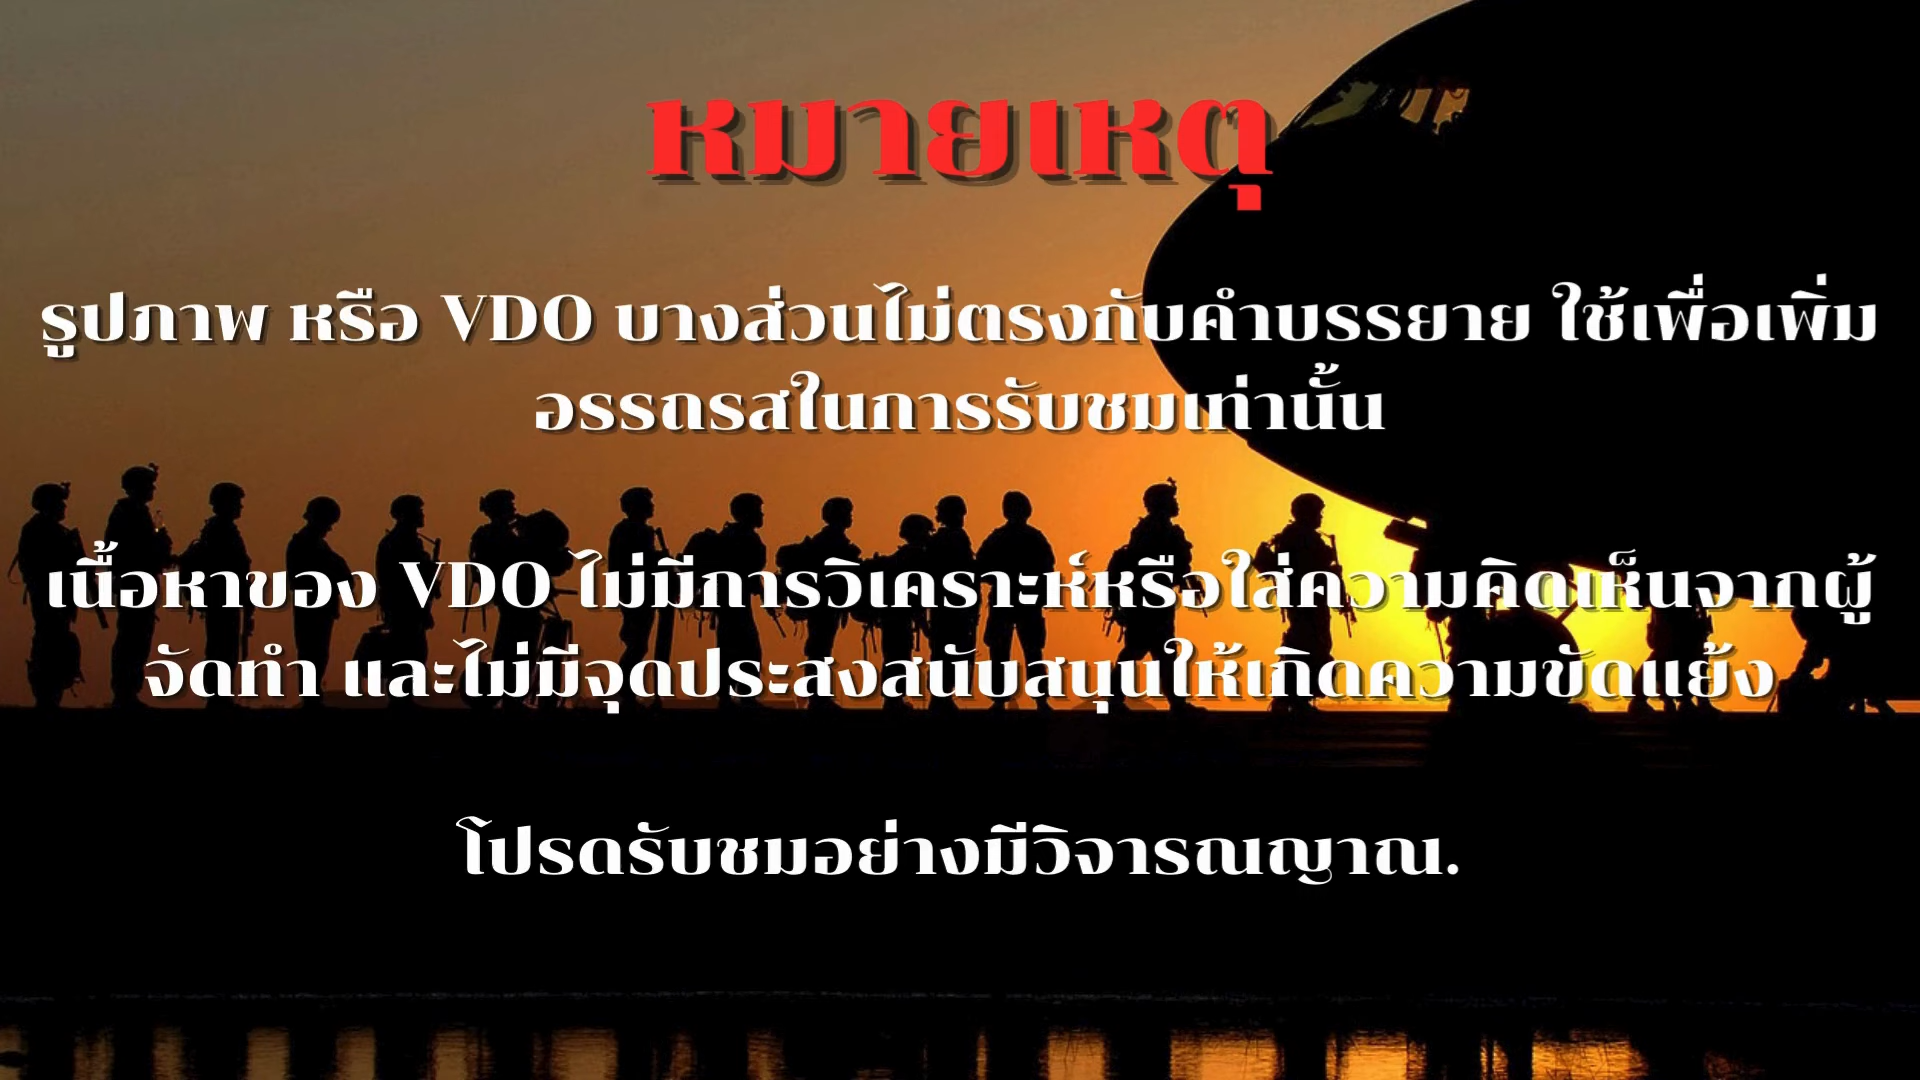 หมายเหตุ
รูปภาพ หรือ VDO บางส่วนไม่ตรงกับคำบรรยาย ใช้เพื่อเพิ่ม
อรรถรสในการรับชมเท่านั้น
เนื้อหาของ VDO ไม่มีการวิเคราะห์หรือใส่ความคิดเห็นจากผู้
จัดทำ และไม่มีจุดประสงสนับสนุนให้เกิดความขัดแย้ง
โปรดรับชมอย่างมีวิจารณญาณ.